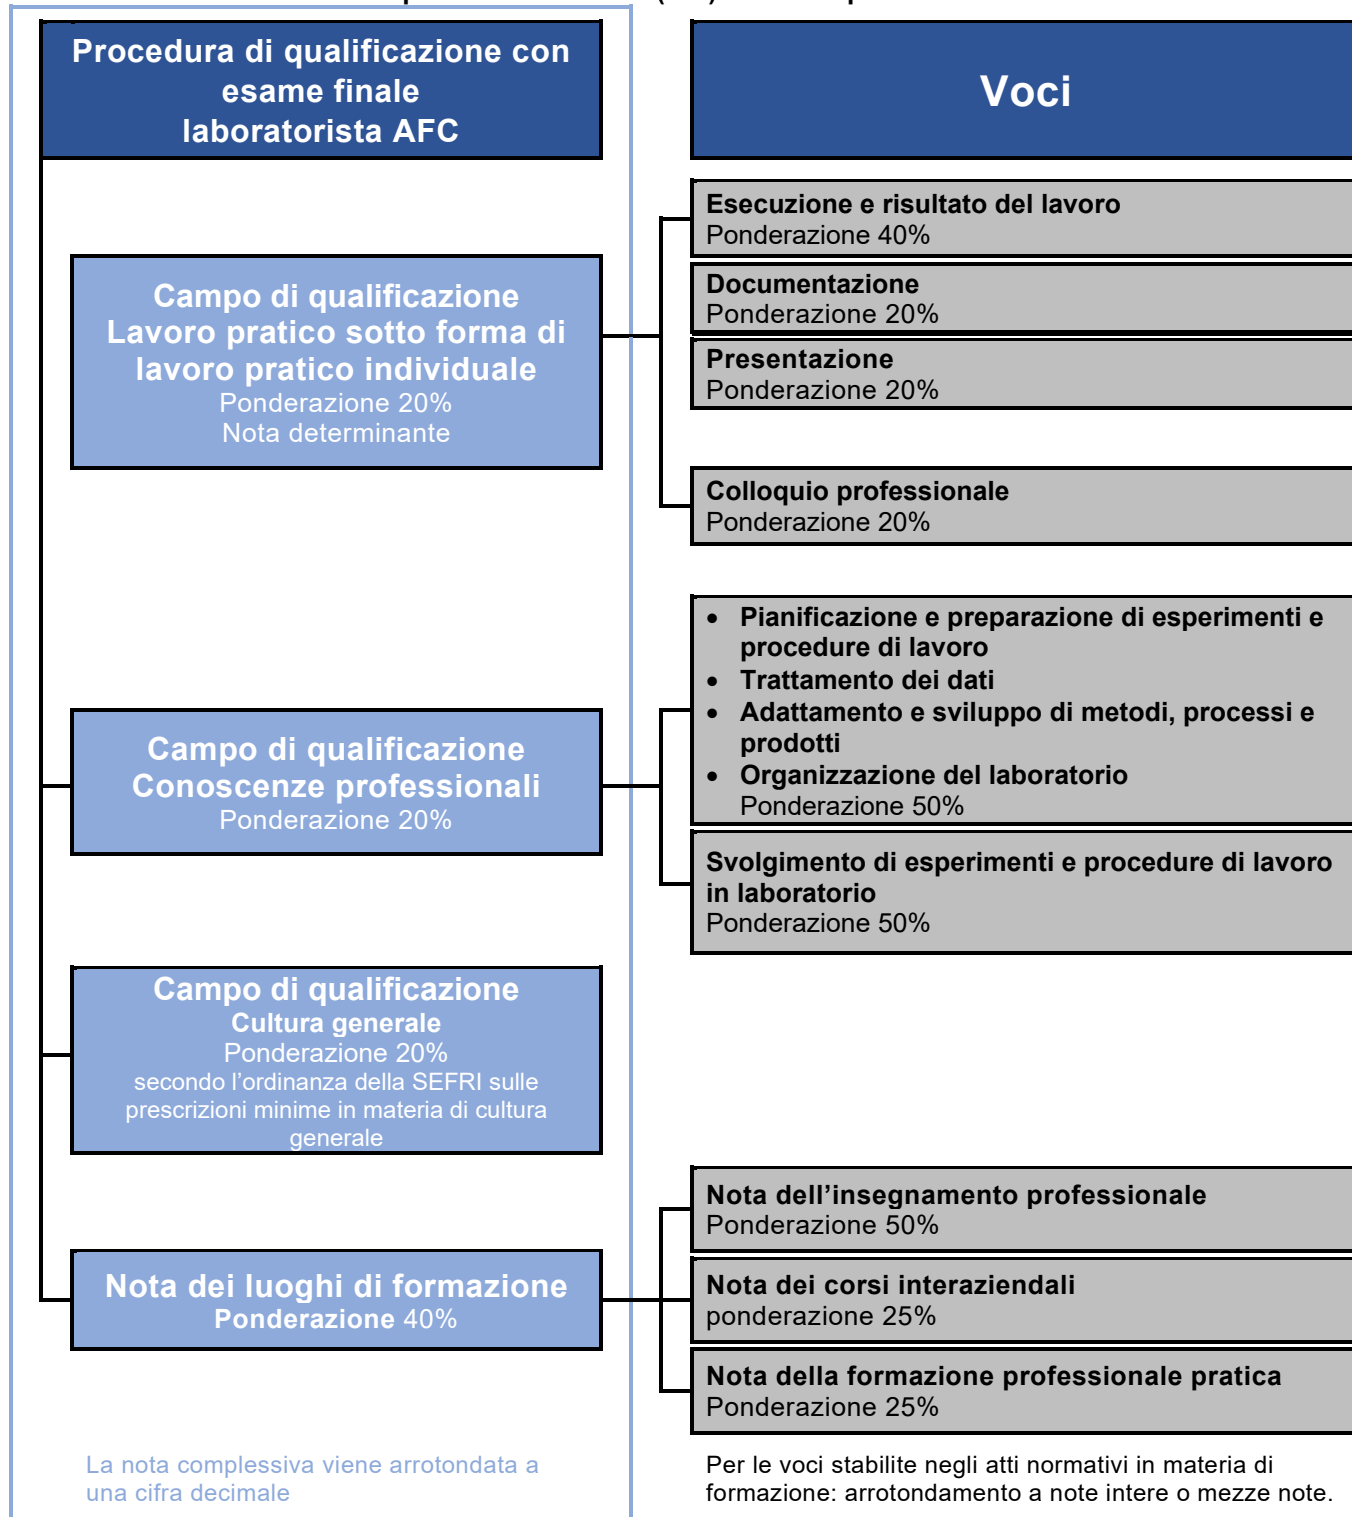 Procedura di qualificazione con
esame finale
laboratorista AFC
Voci
Campo di qualificazione
Lavoro pratico sotto forma di
lavoro pratico individuale
Ponderazione 20%
Nota determinante
Esecuzione e risultato del lavoro
Ponderazione 40%
Documentazione
Ponderazione 20%
Presentazione
Ponderazione 20%
Colloquio professionale
Ponderazione 20%
Campo di qualificazione
Conoscenze professionali
Ponderazione 20%
• Pianificazione e preparazione di esperimenti e
procedure di lavoro
• Trattamento dei dati
• Adattamento e sviluppo di metodi, processi e
prodotti
• Organizzazione del laboratorio
Ponderazione 50%
Svolgimento di esperimenti e procedure di lavoro
in laboratorio
Ponderazione 50%
Campo di qualificazione
Cultura generale
Ponderazione 20%
secondo l’ordinanza della SEFRI sulle
prescrizioni minime in materia di cultura
generale
Nota dei luoghi di formazione
Ponderazione 40%
Nota dell’insegnamento professionale
Ponderazione 50%
Nota dei corsi interaziendali
ponderazione 25%
Nota della formazione professionale pratica
Ponderazione 25%
La nota complessiva viene arrotondata a
una cifra decimale
Per le voci stabilite negli atti normativi in materia di
formazione: arrotondamento a note intere o mezze note.